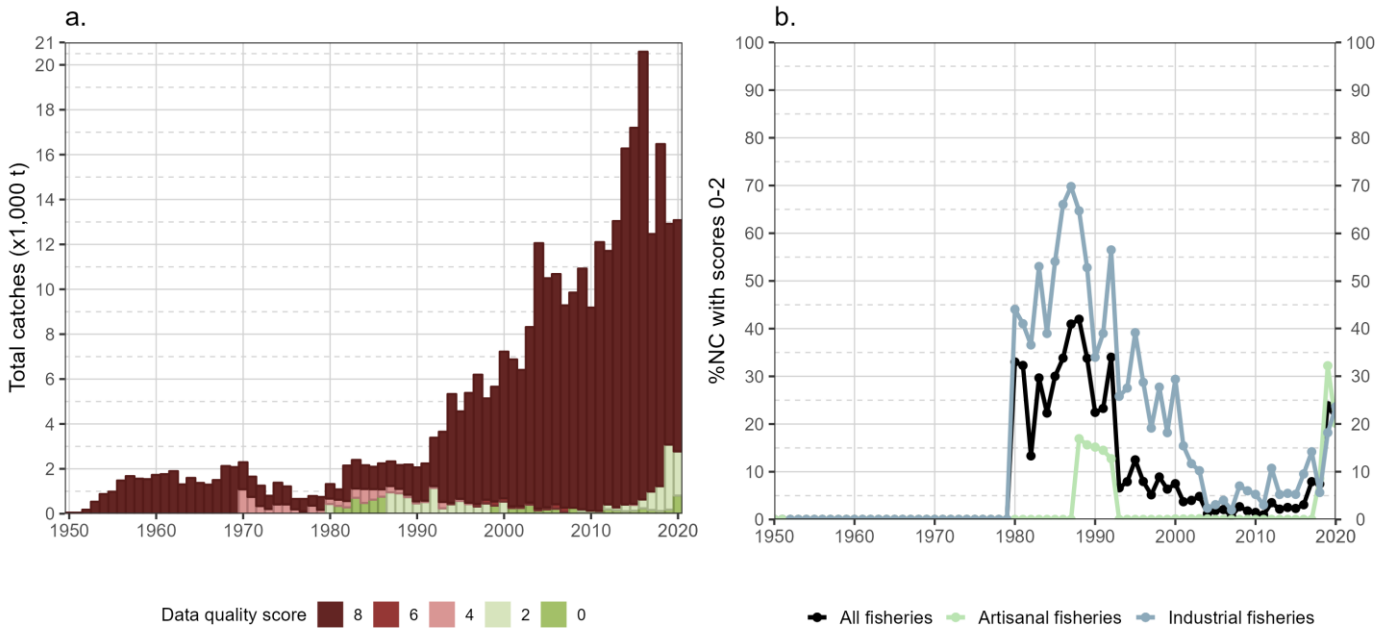 a.
Total catches (x1,000 t)
21
20
18
16
14
12
10
8
6
4
2
0
1950 1960 1970 1980 1990 2000 2010 2020
Data quality score 8 6 4 2 0
b.
%NC with scores 0-2
100 100
90 90
80 80
70 70
60 60
50 50
40 40
30 30
20 20
10 10
0 0
1950 1960 1970 1980 1990 2000 2010 2020
All fisheries Artisanal fisheries Industrial fisheries